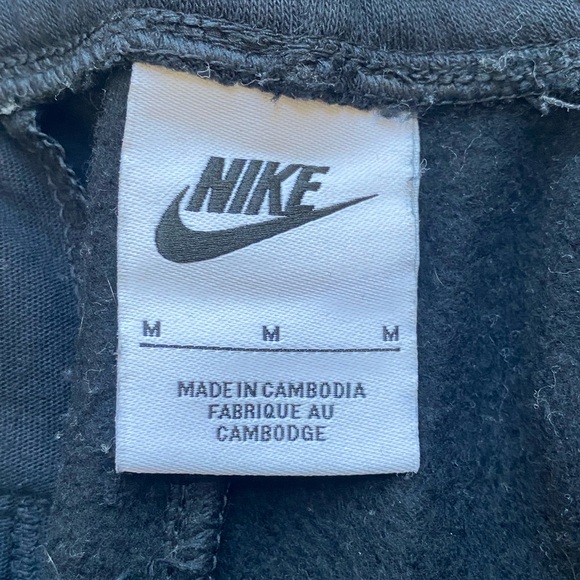 NIKE
M M M
MADE IN CAMBODIA
FABRIQUE AU
CAMBODGE